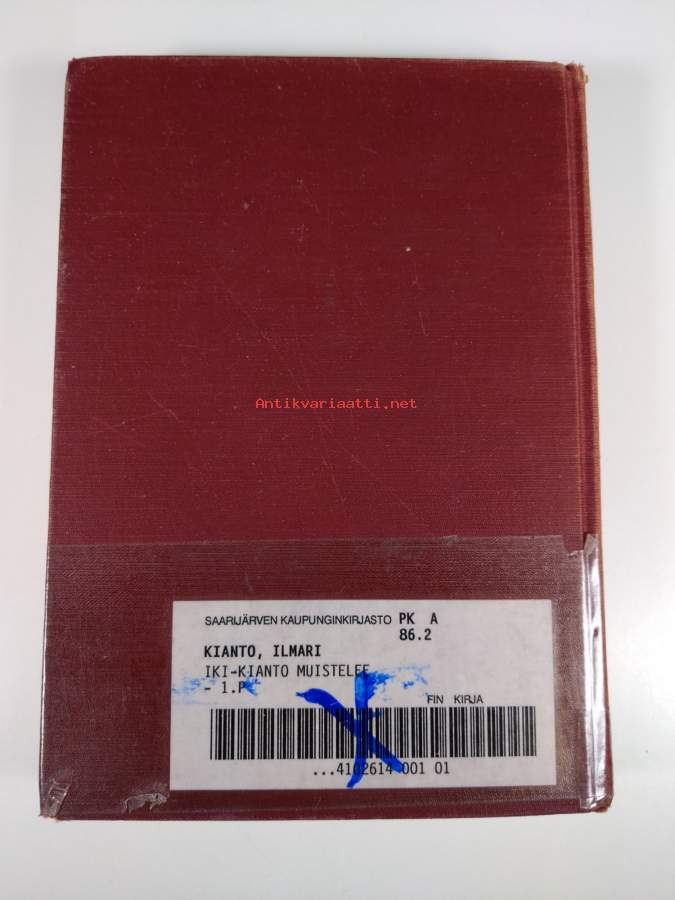 Antikvariaatti.net
SAARIJÄRVEN KAUPUNGINKIRJASTO PK A
86.2
KIANTO, ILMARI
IKI-KIANTO MUISTELEE
- 1.P
FIN KIRJA
...4102614 001 01